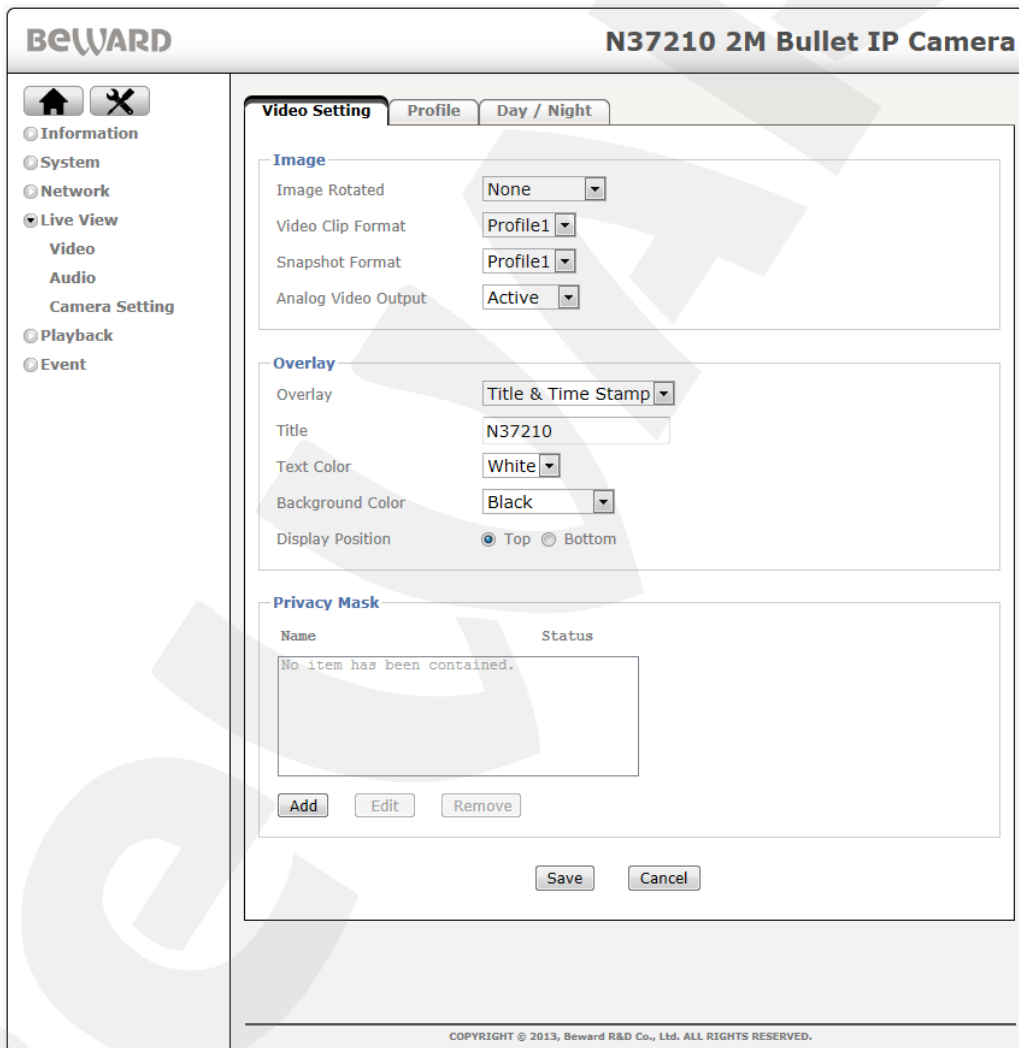 BEWARD
N37210 2M Bullet IP Camera
Information
System
Network
Live View
Video
Audio
Camera Setting
Playback
Event
Video Setting Profile Day / Night
Image
Image Rotated None
Video Clip Format Profile1
Snapshot Format Profile1
Analog Video Output Active
Overlay
Overlay Title & Time Stamp
Title N37210
Text Color White
Background Color Black
Display Position Top Bottom
Privacy Mask
Name Status
No item has been contained.
Add Edit Remove
Save Cancel
COPYRIGHT © 2013, Beward R&D Co., Ltd. ALL RIGHTS RESERVED.